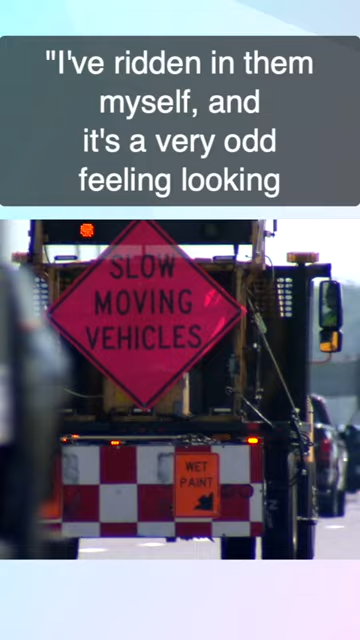 "I've ridden in them
myself, and
it's a very odd
feeling looking
SLOW
MOVING
VEHICLES
WET
PAINT